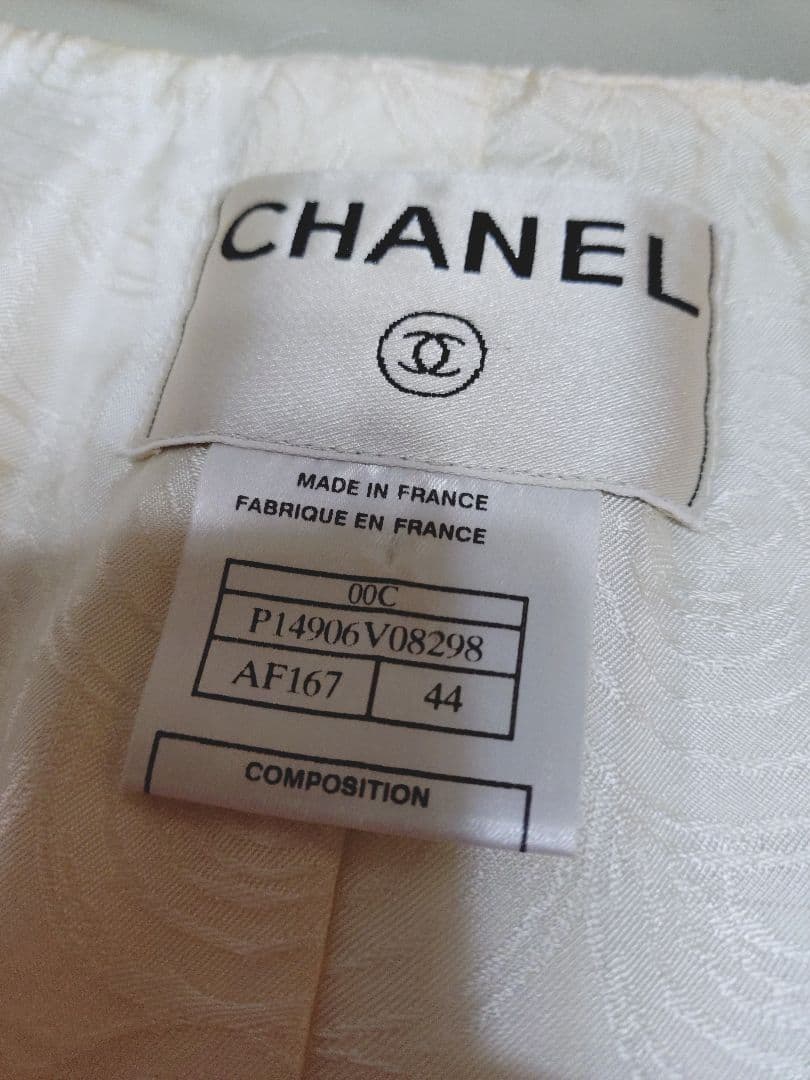 CHANEL
MADE IN FRANCE
FABRIQUE EN FRANCE
00C
P14906V08298
AF167 44
COMPOSITION